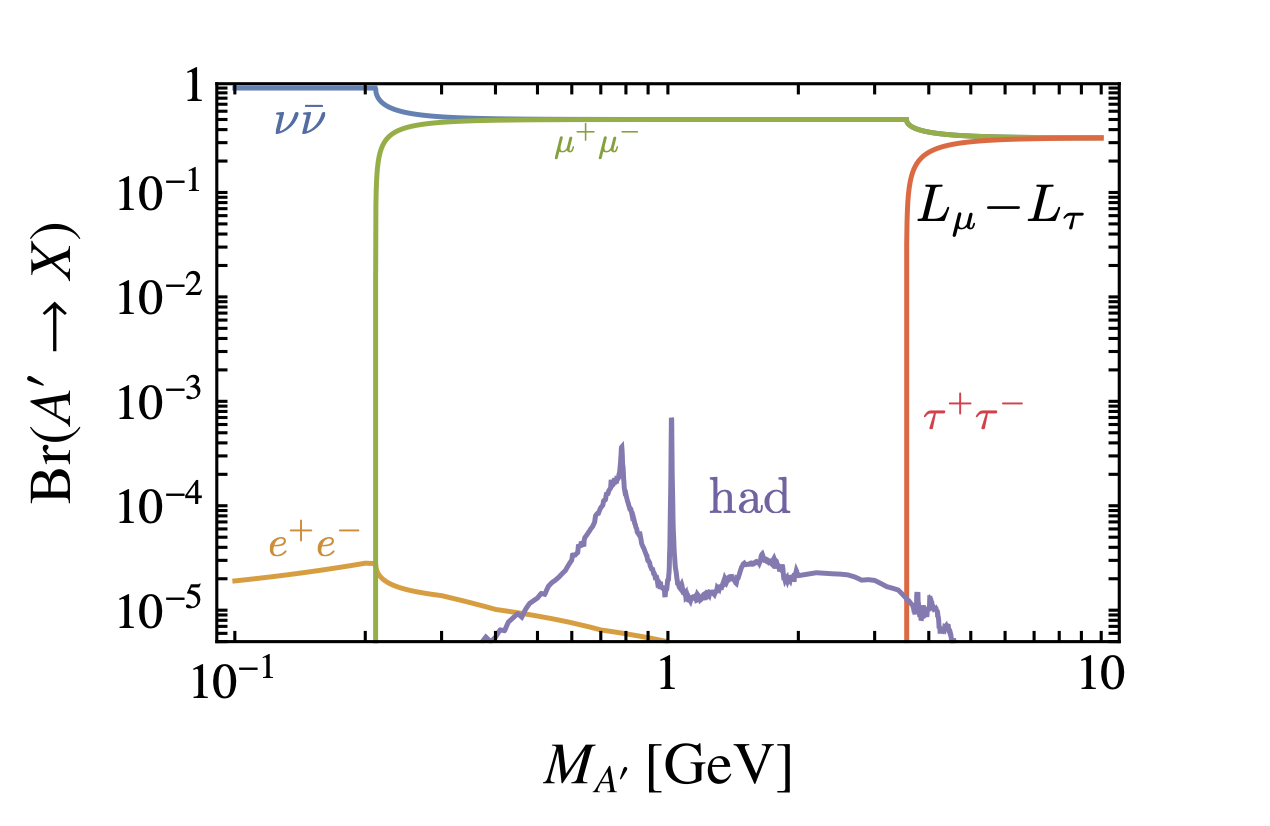 1
νν̄
μ⁺μ⁻
10⁻¹
L_μ − L_τ
10⁻²
Br(A′ → X)
10⁻³
τ⁺τ⁻
had
10⁻⁴
e⁺e⁻
10⁻⁵
10⁻¹ 1 10
M_A′ [GeV]